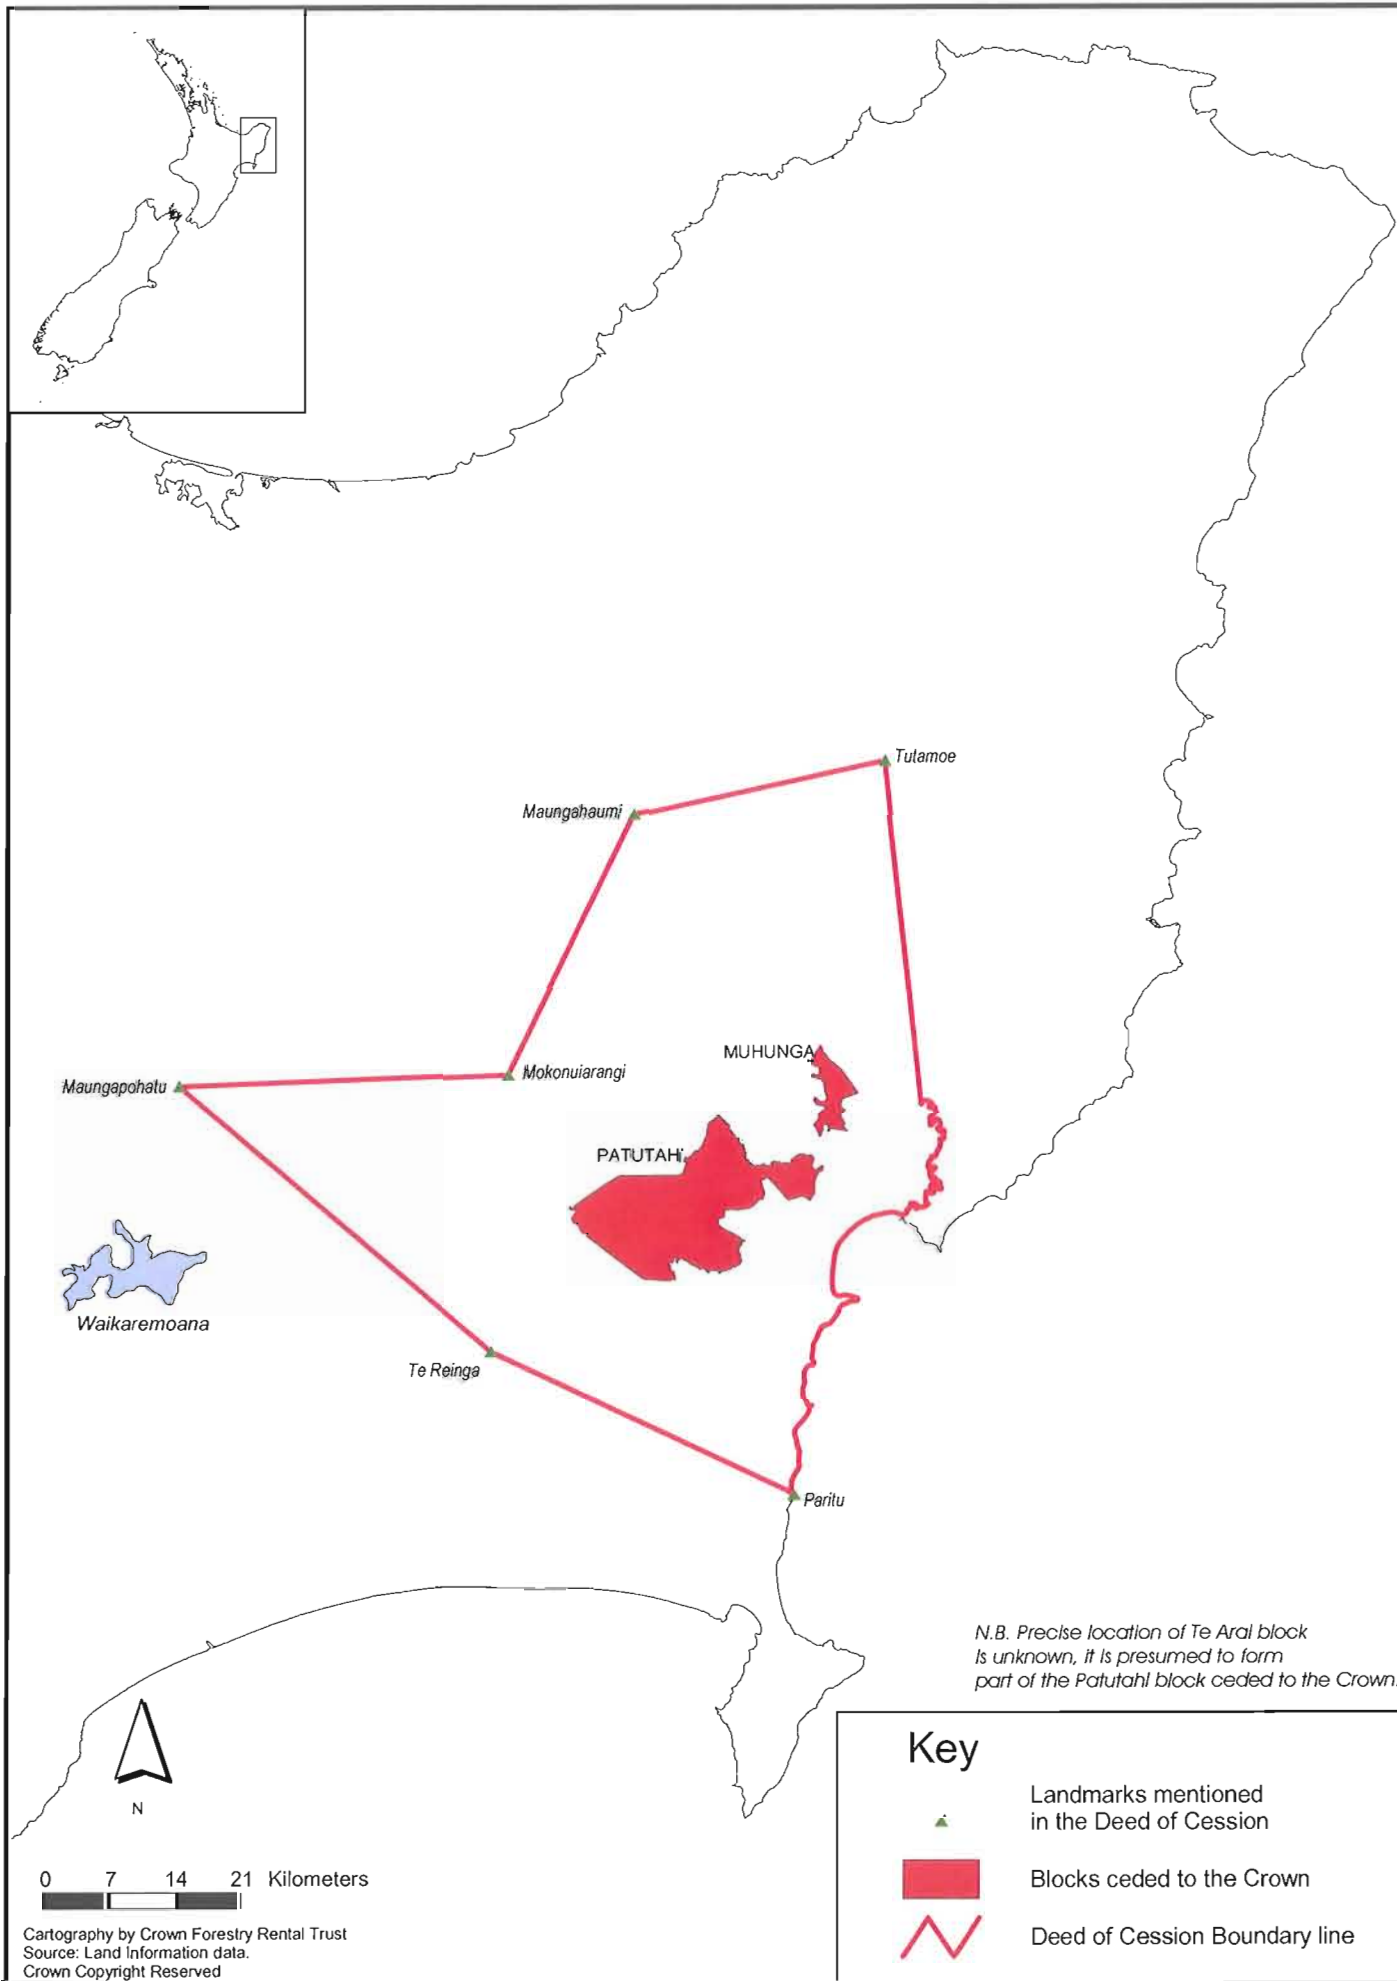 Tutamoe
Maungahaumi
MUHUNGA
Mokonuiarangi
Maungapohatu
PATUTAHI
Waikaremoana
Te Reinga
Paritu
N.B. Precise location of Te Arai block
is unknown, it is presumed to form
part of the Patutahi block ceded to the Crown.
Key
Landmarks mentioned
in the Deed of Cession
Blocks ceded to the Crown
Deed of Cession Boundary line
N
0 7 14 21 Kilometers
Cartography by Crown Forestry Rental Trust
Source: Land Information data.
Crown Copyright Reserved